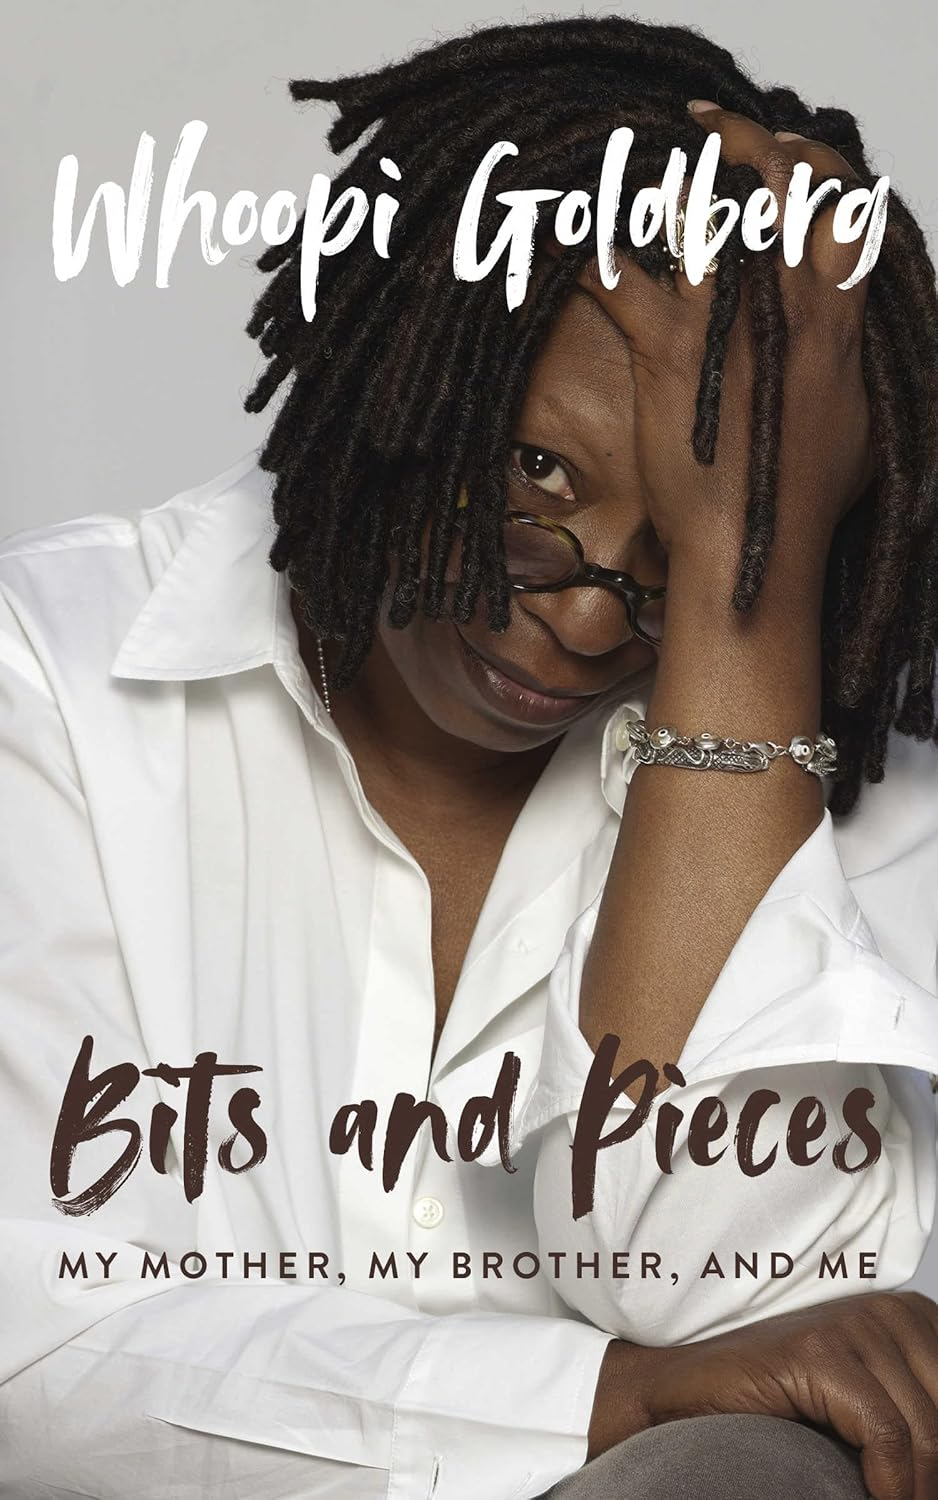 Whoopi Goldberg
Bits and Pieces
MY MOTHER, MY BROTHER, AND ME